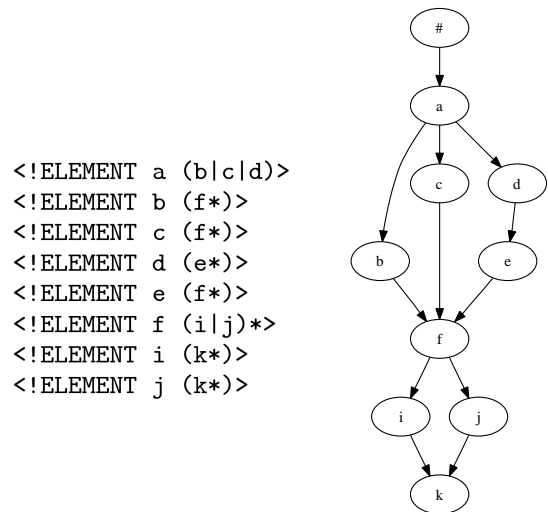 <!ELEMENT a (b|c|d)>
<!ELEMENT b (f*)>
<!ELEMENT c (f*)>
<!ELEMENT d (e*)>
<!ELEMENT e (f*)>
<!ELEMENT f (i|j)*>
<!ELEMENT i (k*)>
<!ELEMENT j (k*)>
#
a
c
d
b
e
f
i
j
k